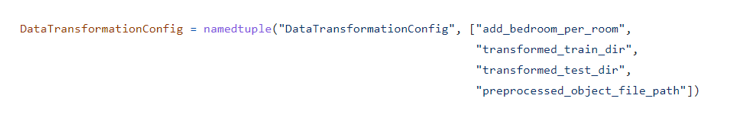 DataTransformationConfig = namedtuple("DataTransformationConfig", ["add_bedroom_per_room",
"transformed_train_dir",
"transformed_test_dir",
"preprocessed_object_file_path"])